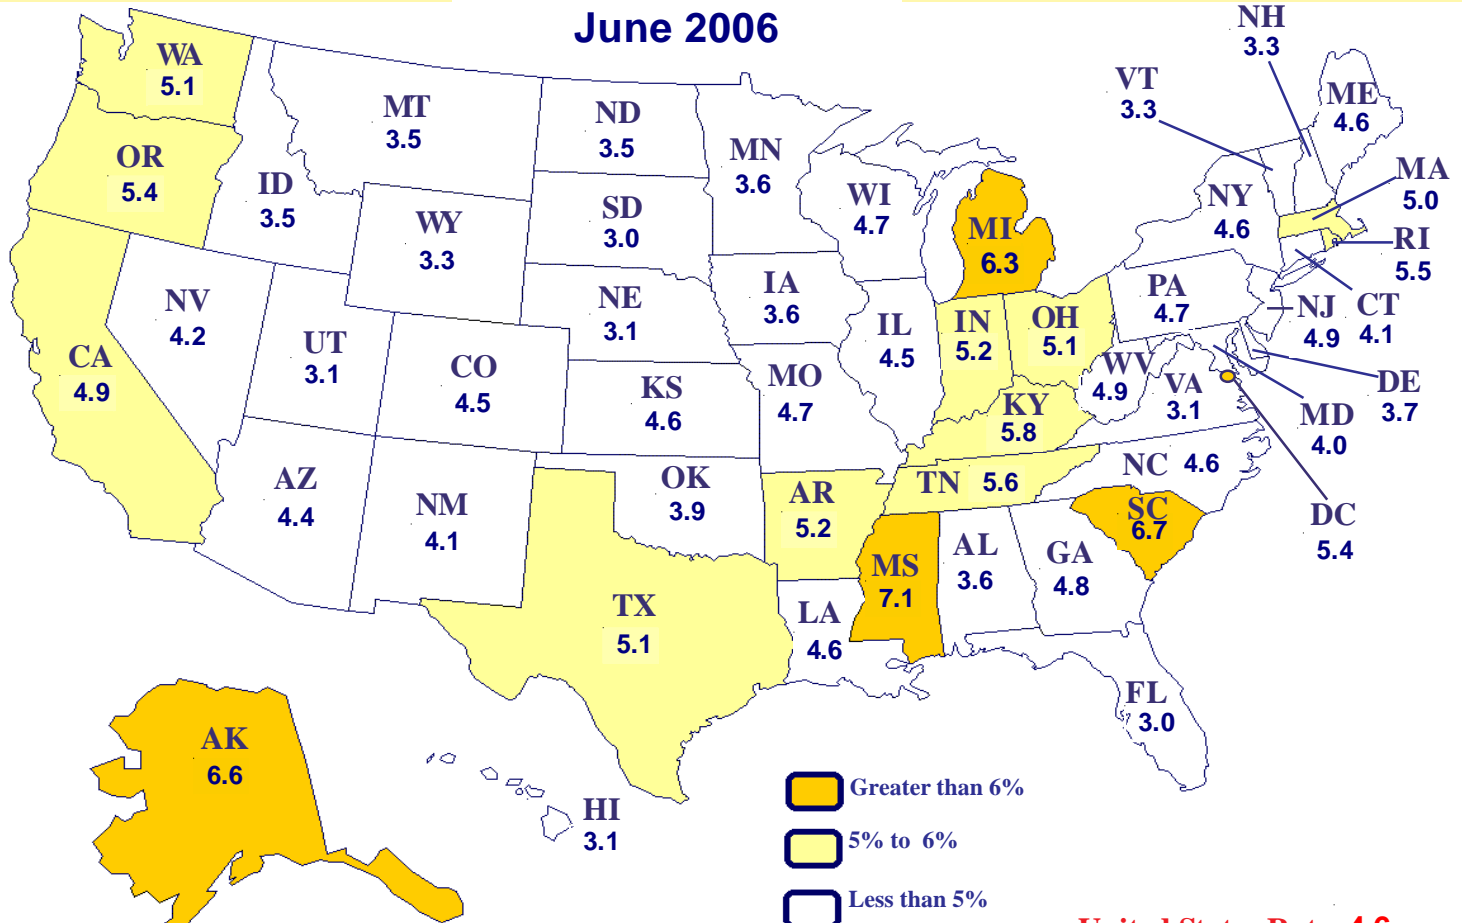 June 2006
NH
3.3
VT
3.3
ME
4.6
WA
5.1
MT
3.5
ND
3.5
MN
3.6
OR
5.4
ID
3.5
WY
3.3
SD
3.0
WI
4.7
MI
6.3
NY
4.6
MA
5.0
RI
5.5
NV
4.2
UT
3.1
NE
3.1
IA
3.6
IL
4.5
IN
5.2
OH
5.1
PA
4.7
NJ
4.9
CT
4.1
CA
4.9
CO
4.5
KS
4.6
MO
4.7
KY
5.8
WV
4.9
VA
3.1
DE
3.7
MD
4.0
AZ
4.4
NM
4.1
OK
3.9
AR
5.2
TN 5.6
NC 4.6
SC
6.7
DC
5.4
TX
5.1
LA
4.6
MS
7.1
AL
3.6
GA
4.8
FL
3.0
AK
6.6
HI
3.1
Greater than 6%
5% to 6%
Less than 5%
United States Rate 4.6